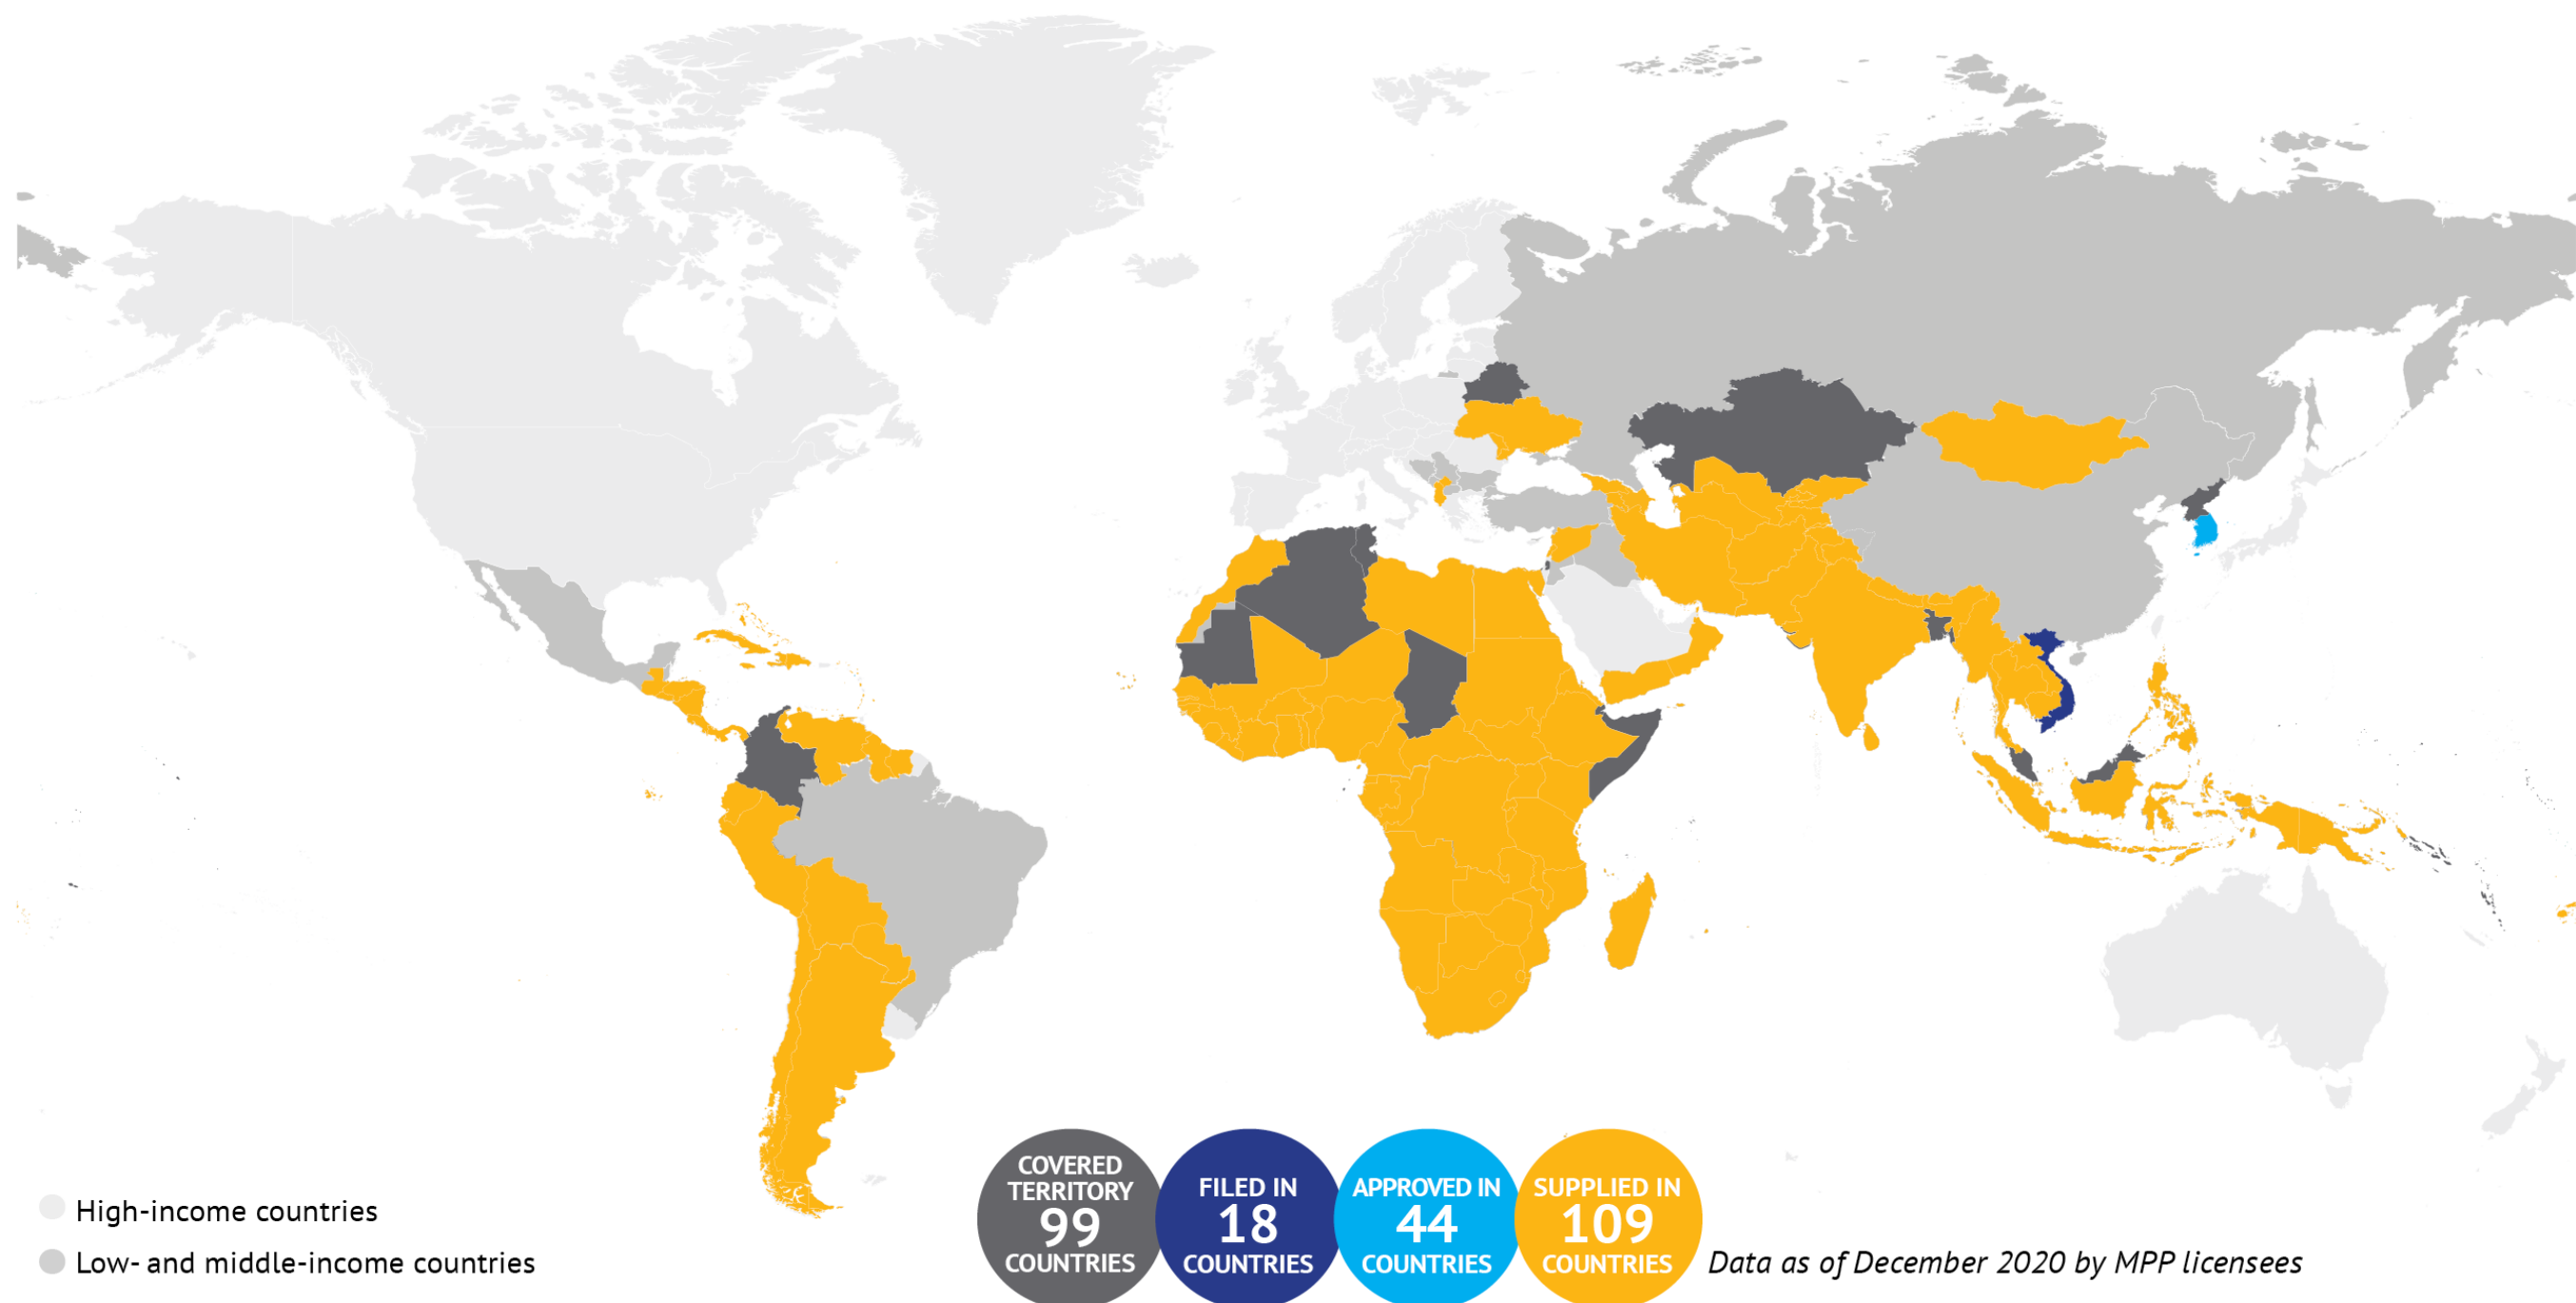 COVERED
TERRITORY
99
COUNTRIES
FILED IN
18
COUNTRIES
APPROVED IN
44
COUNTRIES
SUPPLIED IN
109
COUNTRIES
High-income countries
Low- and middle-income countries
Data as of December 2020 by MPP licensees